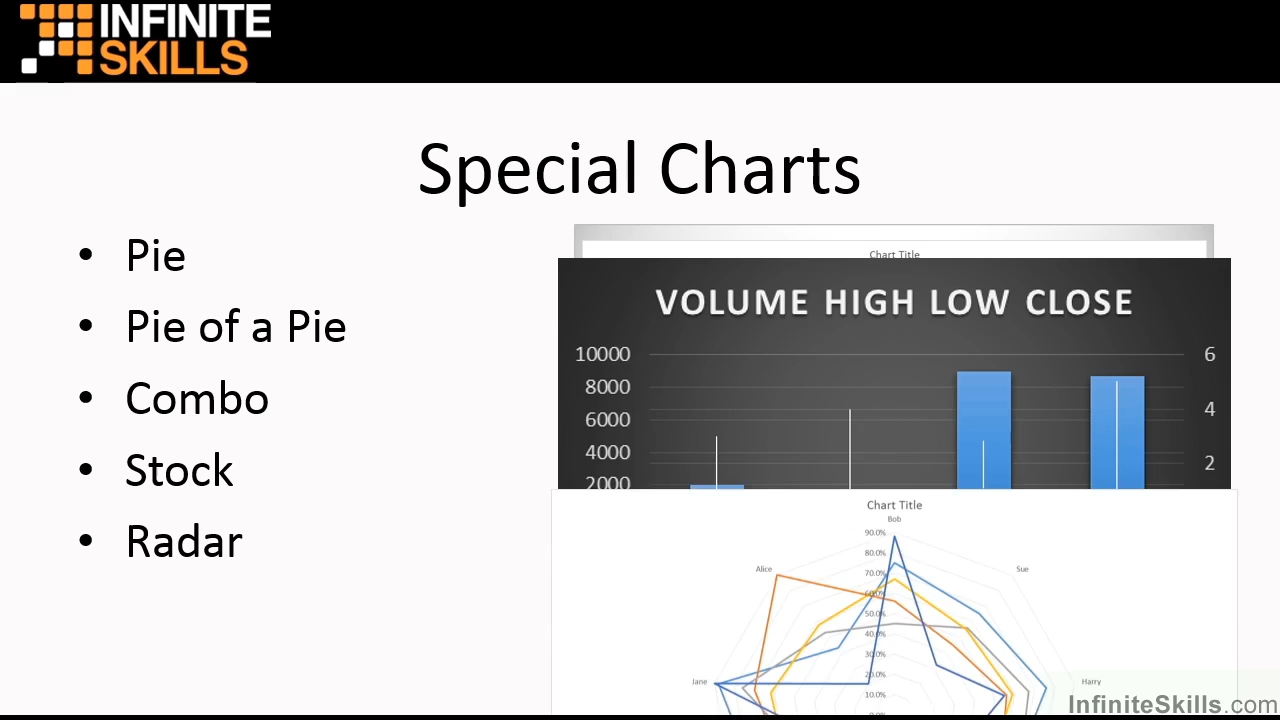 INFINITE
SKILLS
Special Charts
• Pie
• Pie of a Pie
• Combo
• Stock
• Radar
Chart Title
VOLUME HIGH LOW CLOSE
10000
8000
6000
4000
2000
6
4
2
Chart Title
Bob
90.0%
80.0%
70.0%
60.0%
50.0%
40.0%
30.0%
20.0%
10.0%
0.0%
Alice
Sue
Jane
Harry
InfiniteSkills.com